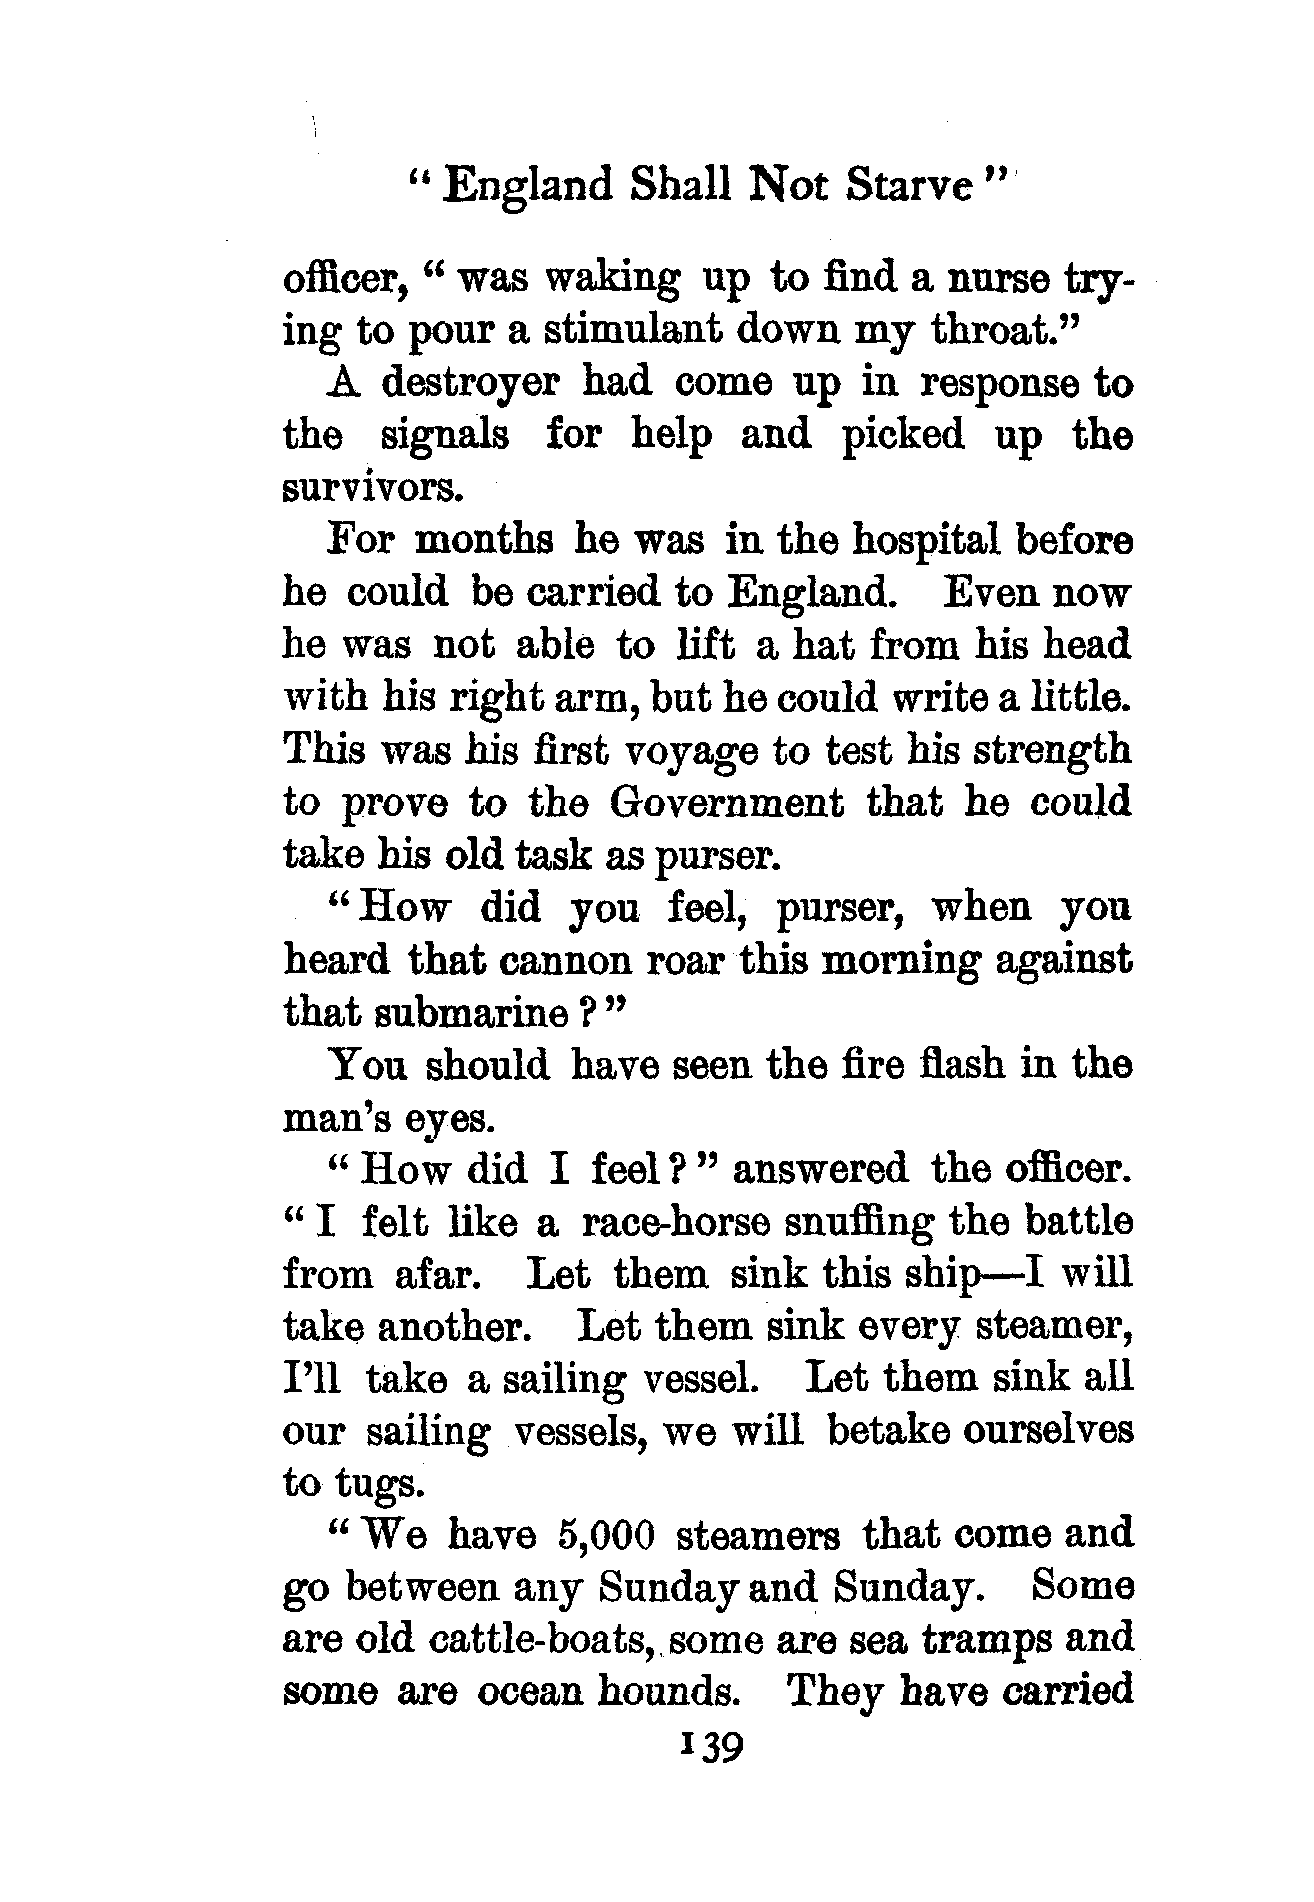 “ England Shall Not Starve ”
officer, “ was waking up to find a nurse try-
ing to pour a stimulant down my throat.”
A destroyer had come up in response to
the signals for help and picked up the
survivors.
For months he was in the hospital before
he could be carried to England. Even now
he was not able to lift a hat from his head
with his right arm, but he could write a little.
This was his first voyage to test his strength
to prove to the Government that he could
take his old task as purser.
“ How did you feel, purser, when you
heard that cannon roar this morning against
that submarine ? ”
You should have seen the fire flash in the
man’s eyes.
“ How did I feel ? ” answered the officer.
“ I felt like a race-horse snuffing the battle
from afar. Let them sink this ship—I will
take another. Let them sink every steamer,
I’ll take a sailing vessel. Let them sink all
our sailing vessels, we will betake ourselves
to tugs.
“ We have 5,000 steamers that come and
go between any Sunday and Sunday. Some
are old cattle-boats, some are sea tramps and
some are ocean hounds. They have carried
139